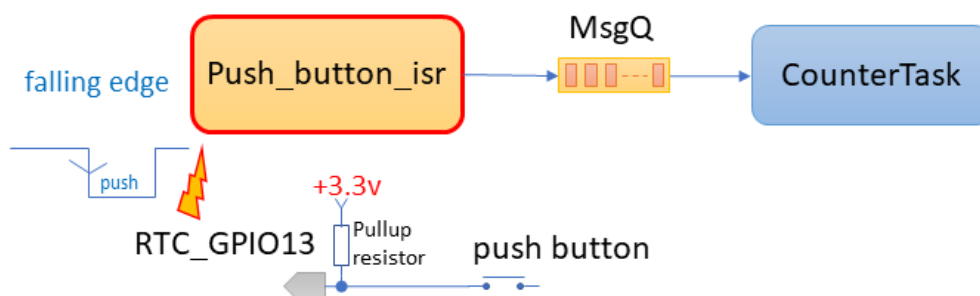 MsgQ
Push_button_isr
CounterTask
falling edge
push
+3.3v
RTC_GPIO13
Pullup
resistor
push button